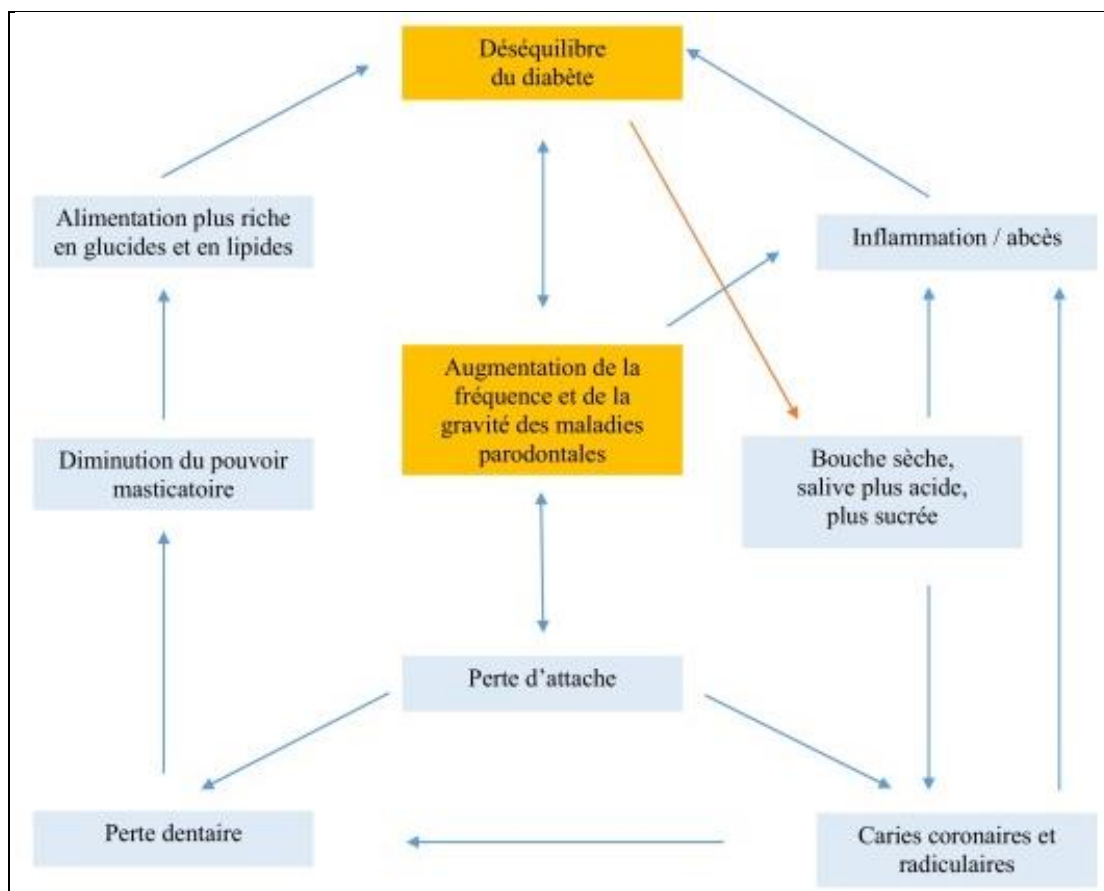 Déséquilibre
du diabète
Alimentation plus riche
en glucides et en lipides
Inflammation / abcès
Augmentation de la
fréquence et de la
gravité des maladies
parodontales
Diminution du pouvoir
masticatoire
Bouche sèche,
salive plus acide,
plus sucrée
Perte d’attache
Perte dentaire
Caries coronaires et
radiculaires